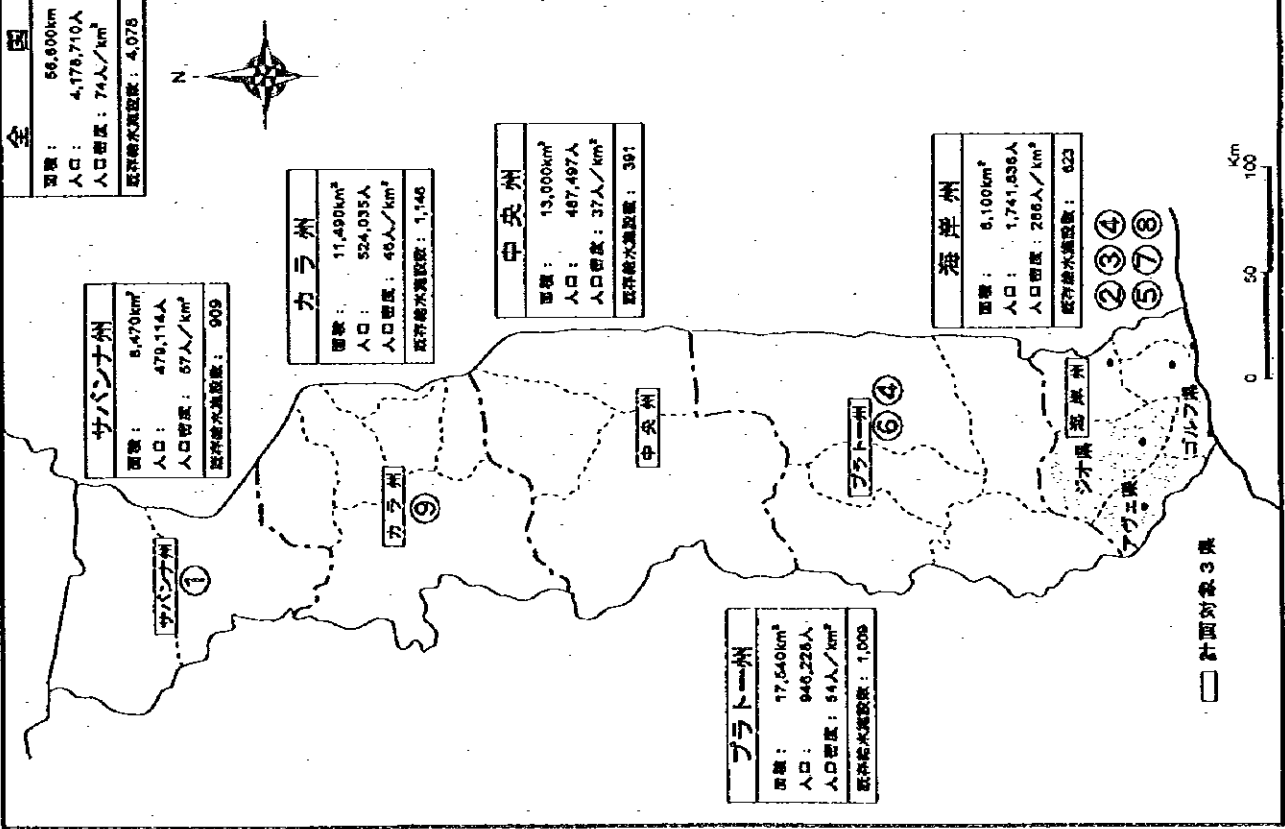 全国
面積： 56,600km
人口： 4,178,710人
人口密度： 74人／km²
既存給水施設数： 4,078
N
サバンナ州
面積： 8,470km²
人口： 479,114人
人口密度： 57人／km²
既存給水施設数： 909
カラ州
面積： 11,490km²
人口： 524,035人
人口密度： 46人／km²
既存給水施設数： 1,146
中央州
面積： 13,000km²
人口： 487,497人
人口密度： 37人／km²
既存給水施設数： 391
プラトー州
面積： 17,540km²
人口： 946,228人
人口密度： 54人／km²
既存給水施設数： 1,009
海岸州
面積： 6,100km²
人口： 1,741,836人
人口密度： 286人／km²
既存給水施設数： 623
②③④
⑤⑦⑧
サバンナ州
①
カラ州
⑨
中央州
プラトー州
⑥④
海岸州
ジオ県
アヴェ県
ゴルフ県
計画対象3県
0 50 100
Km